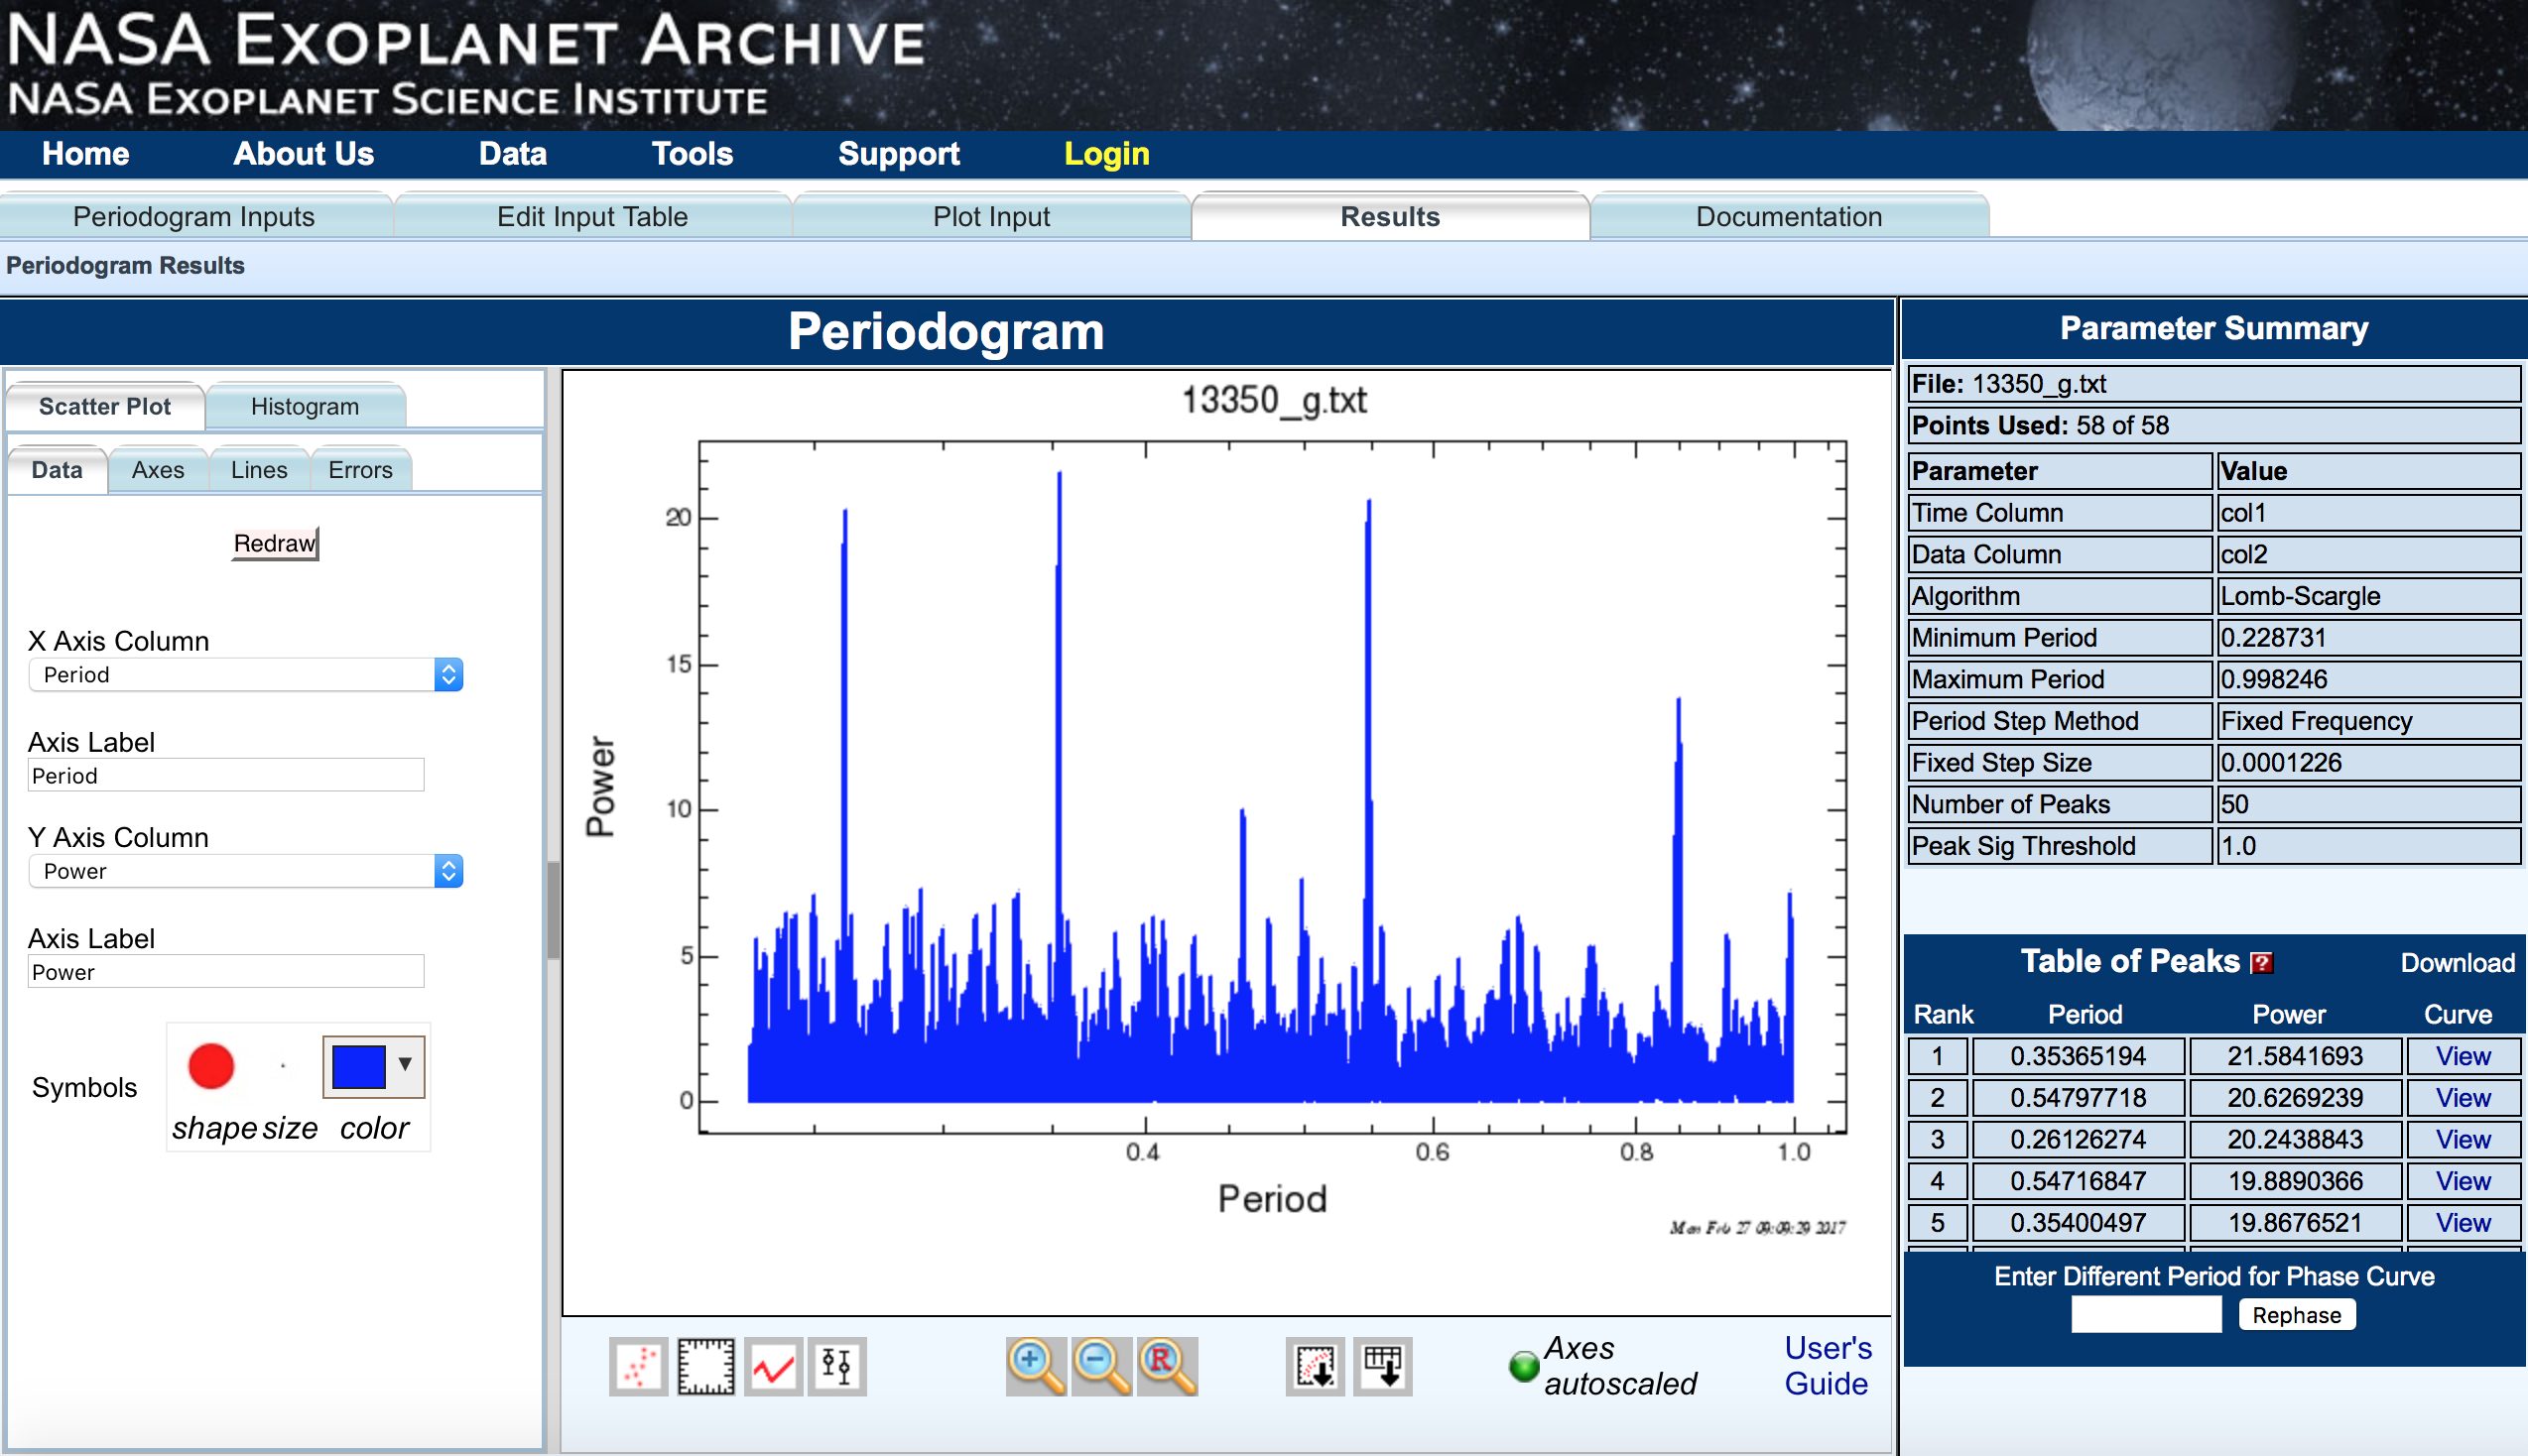 NASA EXOPLANET ARCHIVE
NASA EXOPLANET SCIENCE INSTITUTE
Home About Us Data Tools Support Login
Periodogram Inputs Edit Input Table Plot Input Results Documentation
Periodogram Results
Periodogram
Scatter Plot Histogram
Data Axes Lines Errors
Redraw
X Axis Column
Period
Axis Label
Period
Y Axis Column
Power
Axis Label
Power
Symbols
shape size color
13350_g.txt
20
15
10
5
0
Power
0.4 0.6 0.8 1.0
Period
Mon Feb 27 09:09:29 2017
Axes autoscaled
User's Guide
Parameter Summary
File: 13350_g.txt
Points Used: 58 of 58
Parameter Value
Time Column col1
Data Column col2
Algorithm Lomb-Scargle
Minimum Period 0.228731
Maximum Period 0.998246
Period Step Method Fixed Frequency
Fixed Step Size 0.0001226
Number of Peaks 50
Peak Sig Threshold 1.0
Table of Peaks ? Download
Rank Period Power Curve
1 0.35365194 21.5841693 View
2 0.54797718 20.6269239 View
3 0.26126274 20.2438843 View
4 0.54716847 19.8890366 View
5 0.35400497 19.8676521 View
Enter Different Period for Phase Curve
Rephase